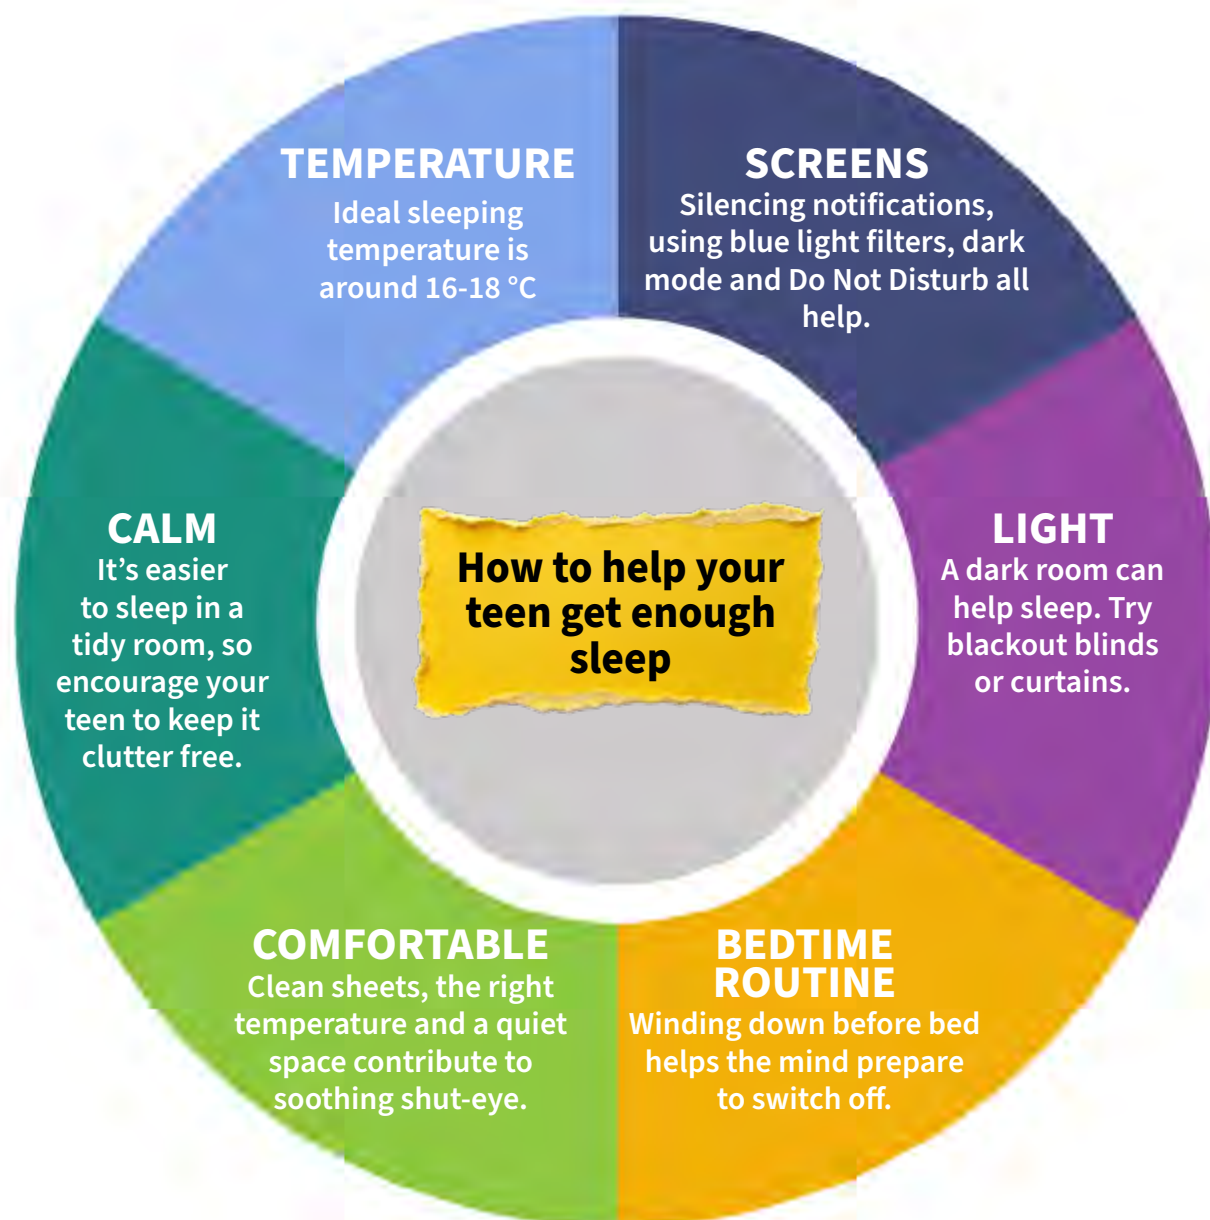 TEMPERATURE
Ideal sleeping
temperature is
around 16-18 °C
SCREENS
Silencing notifications,
using blue light filters, dark
mode and Do Not Disturb all
help.
CALM
It’s easier
to sleep in a
tidy room, so
encourage your
teen to keep it
clutter free.
How to help your
teen get enough
sleep
LIGHT
A dark room can
help sleep. Try
blackout blinds
or curtains.
COMFORTABLE
Clean sheets, the right
temperature and a quiet
space contribute to
soothing shut-eye.
BEDTIME
ROUTINE
Winding down before bed
helps the mind prepare
to switch off.